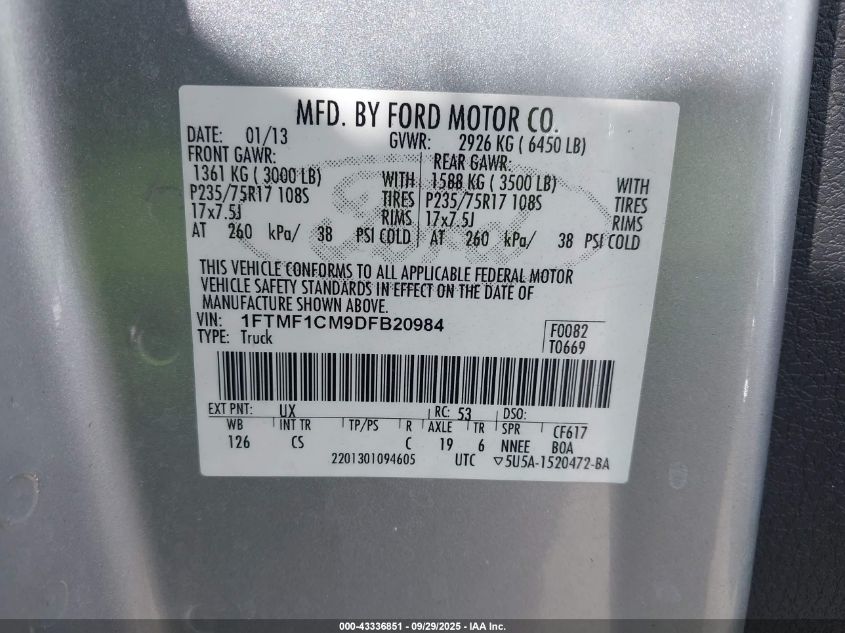 MFD. BY FORD MOTOR CO.
DATE: 01/13 GVWR: 2926 KG ( 6450 LB)
FRONT GAWR: REAR GAWR:
1361 KG ( 3000 LB) WITH 1588 KG ( 3500 LB) WITH
P235/75R17 108S TIRES P235/75R17 108S TIRES
17x7.5J RIMS 17x7.5J RIMS
AT 260 kPa/ 38 PSI COLD AT 260 kPa/ 38 PSI COLD
THIS VEHICLE CONFORMS TO ALL APPLICABLE FEDERAL MOTOR
VEHICLE SAFETY STANDARDS IN EFFECT ON THE DATE OF
MANUFACTURE SHOWN ABOVE.
VIN: 1FTMF1CM9DFB20984 F0082
TYPE: Truck T0669
EXT PNT: UX RC: 53 DSO:
WB INT TR TP/PS R AXLE TR SPR CF617
126 CS C 19 6 NNEE BOA
2201301094605 UTC ▽5U5A-1520472-BA
000-43336851 / 09/29/2025 - IAA Inc.